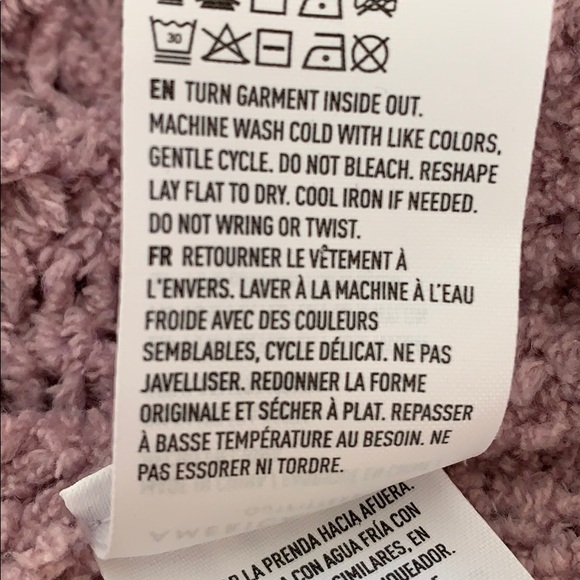 30
EN TURN GARMENT INSIDE OUT.
MACHINE WASH COLD WITH LIKE COLORS,
GENTLE CYCLE. DO NOT BLEACH. RESHAPE
LAY FLAT TO DRY. COOL IRON IF NEEDED.
DO NOT WRING OR TWIST.
FR RETOURNER LE VÊTEMENT À
L'ENVERS. LAVER À LA MACHINE À L'EAU
FROIDE AVEC DES COULEURS
SEMBLABLES, CYCLE DÉLICAT. NE PAS
JAVELLISER. REDONNER LA FORME
ORIGINALE ET SÉCHER À PLAT. REPASSER
À BASSE TEMPÉRATURE AU BESOIN. NE
PAS ESSORER NI TORDRE.
LA PRENDA HACIA AFUERA.
CON AGUA FRÍA CON
SIMILARES, EN